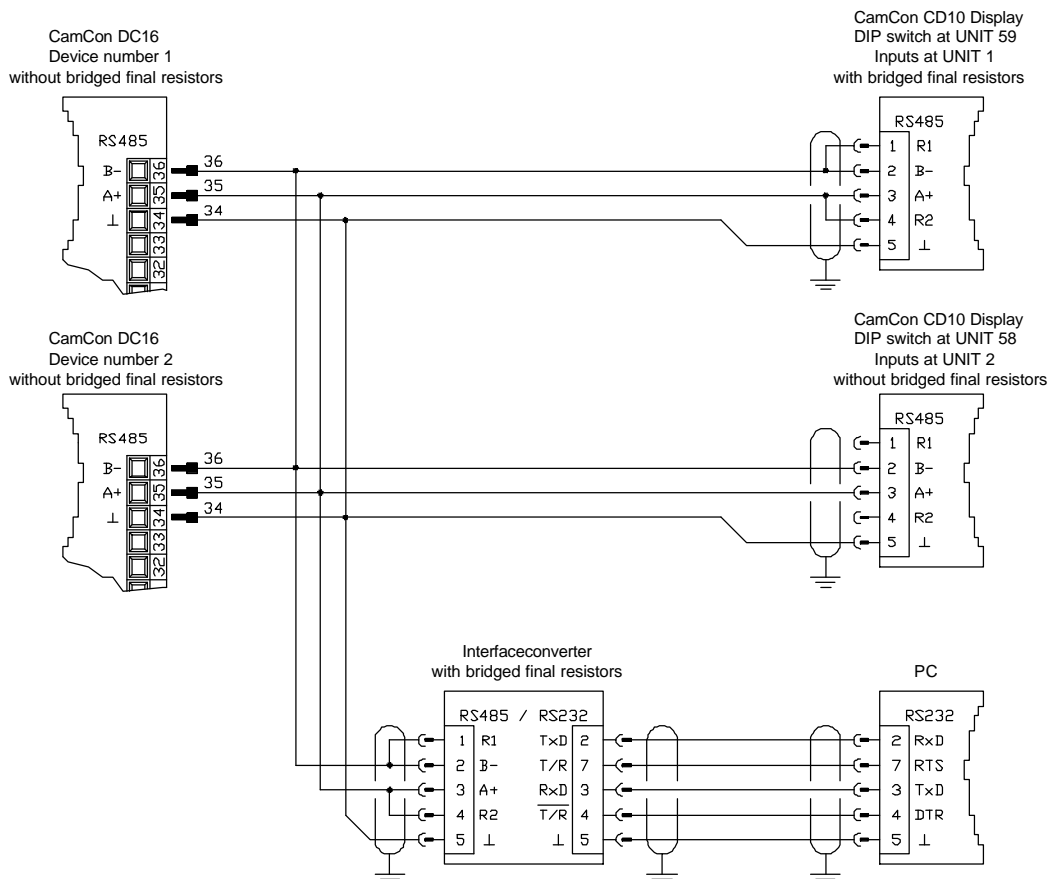 CamCon DC16
Device number 1
without bridged final resistors
RS485
B-
A+
⊥
36
35
34
33
32
36
35
34
CamCon CD10 Display
DIP switch at UNIT 59
Inputs at UNIT 1
with bridged final resistors
RS485
1 R1
2 B-
3 A+
4 R2
5 ⊥
CamCon DC16
Device number 2
without bridged final resistors
RS485
B-
A+
⊥
36
35
34
33
32
36
35
34
CamCon CD10 Display
DIP switch at UNIT 58
Inputs at UNIT 2
without bridged final resistors
RS485
1 R1
2 B-
3 A+
4 R2
5 ⊥
Interfaceconverter
with bridged final resistors
RS485 / RS232
1 R1 TxD 2
2 B- T/R 7
3 A+ RxD 3
4 R2 T/R 4
5 ⊥ ⊥ 5
PC
RS232
2 RxD
7 RTS
3 TxD
4 DTR
5 ⊥